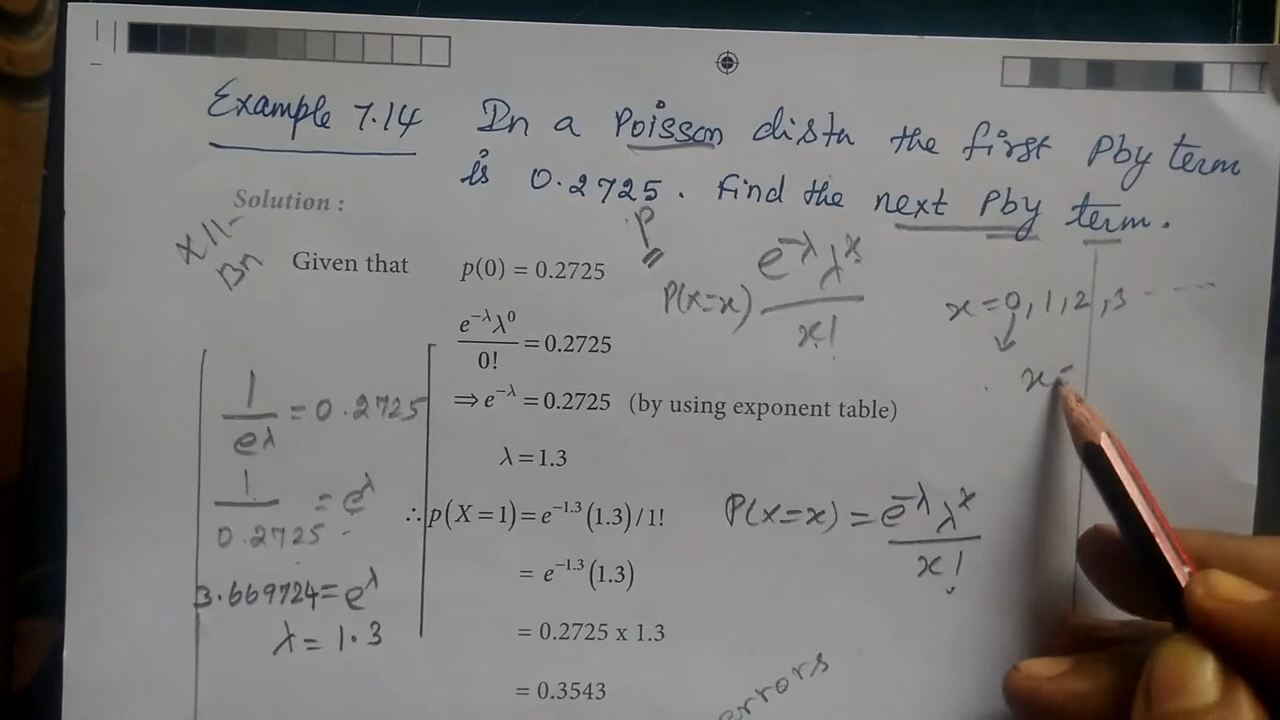 Example 7.14 In a Poisson distn the first Pby term
is 0.2725. Find the next Pby term.
Solution :
XII-
Bn
Given that p(0) = 0.2725
P
P(X=x) e^{-λ} λ^x / x!
x = 0, 1, 2, 3 ----
x=
e^{-λ}λ^0 / 0! = 0.2725
⇒ e^{-λ} = 0.2725 (by using exponent table)
λ = 1.3
∴ p(X = 1) = e^{-1.3} (1.3) / 1!
= e^{-1.3} (1.3)
= 0.2725 x 1.3
= 0.3543
1 / e^λ = 0.2725
1 / 0.2725 = e^λ
3.669724 = e^λ
λ = 1.3
P(X=x) = e^{-λ} λ^x / x!
errors